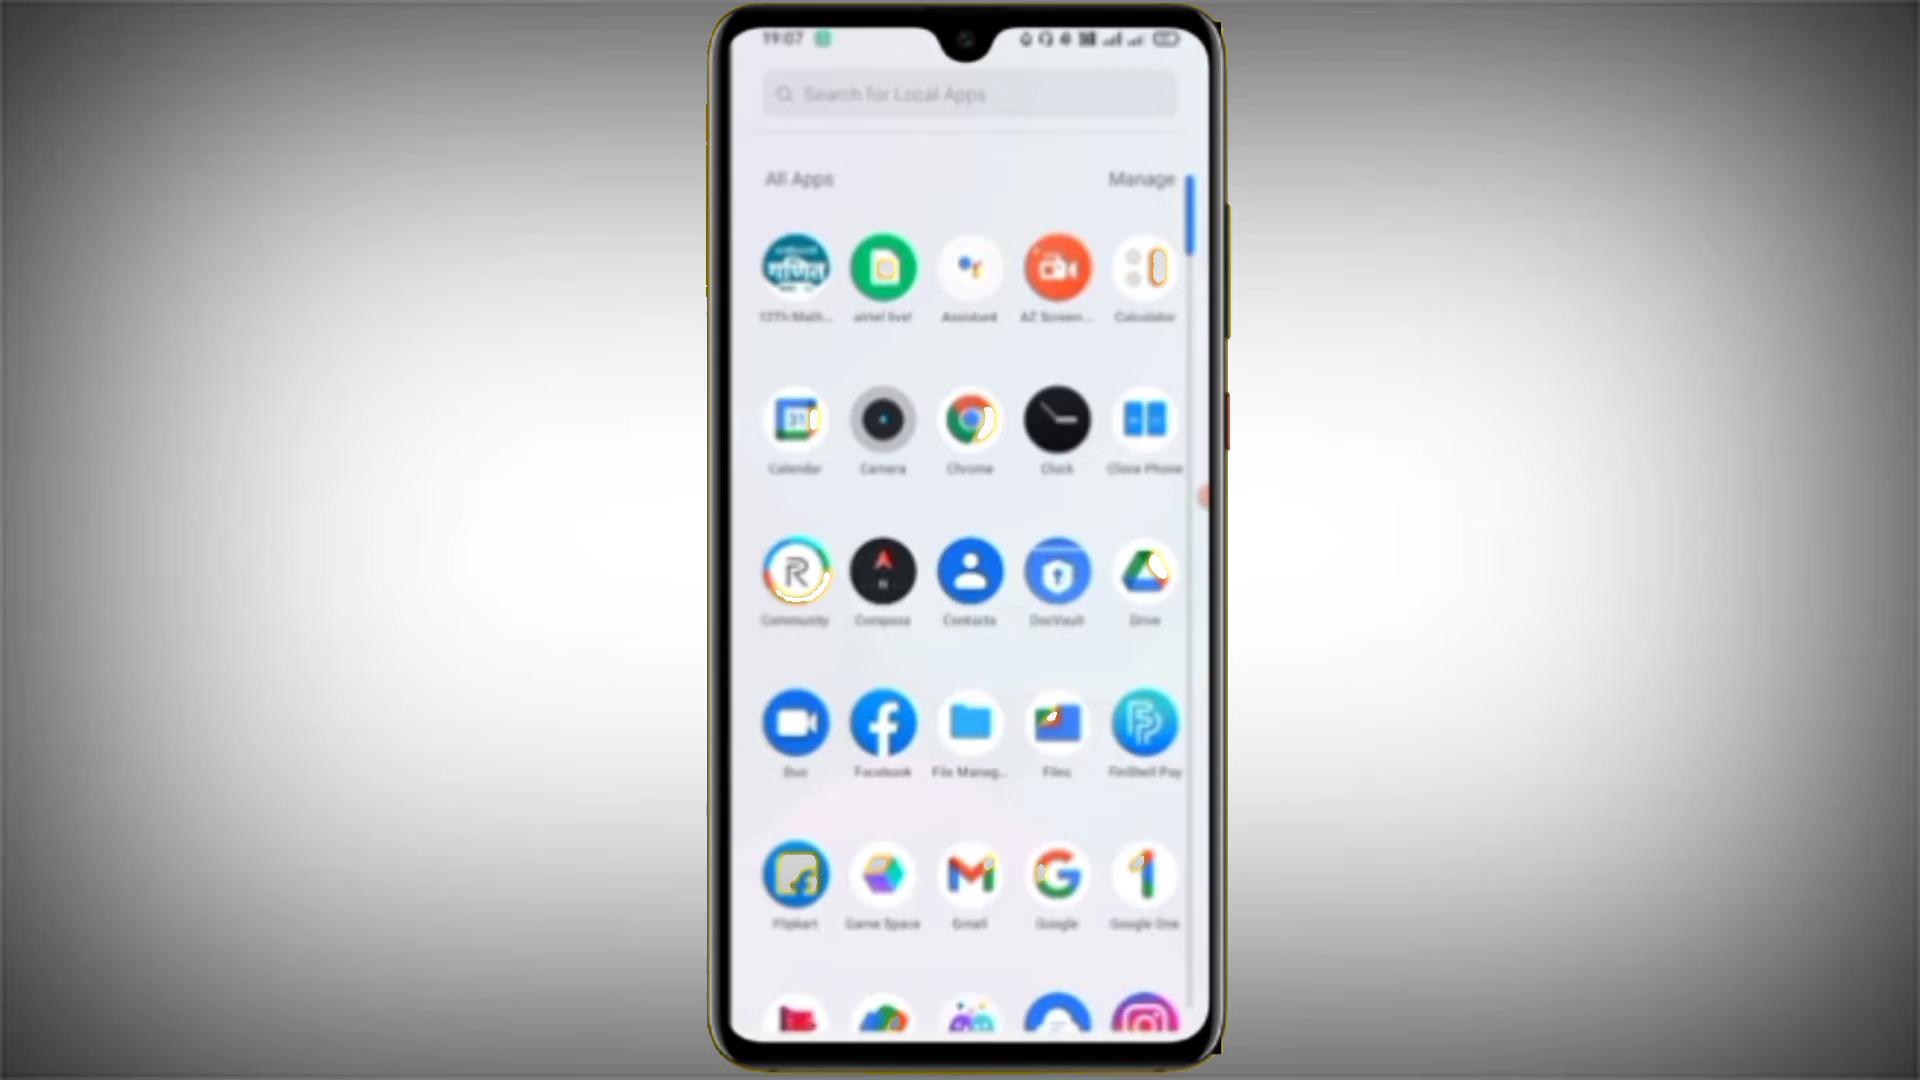 19:07
Search for Local Apps
All Apps Manage
गणित
12Th Math... airtel live! Assistant AZ Screen... Calculator
31
Calendar Camera Chrome Clock Clone Phone
R N
Community Compass Contacts DocVault Drive
Duo Facebook File Manag... Files FinShell Pay
Flipkart Game Space Gmail Google Google One